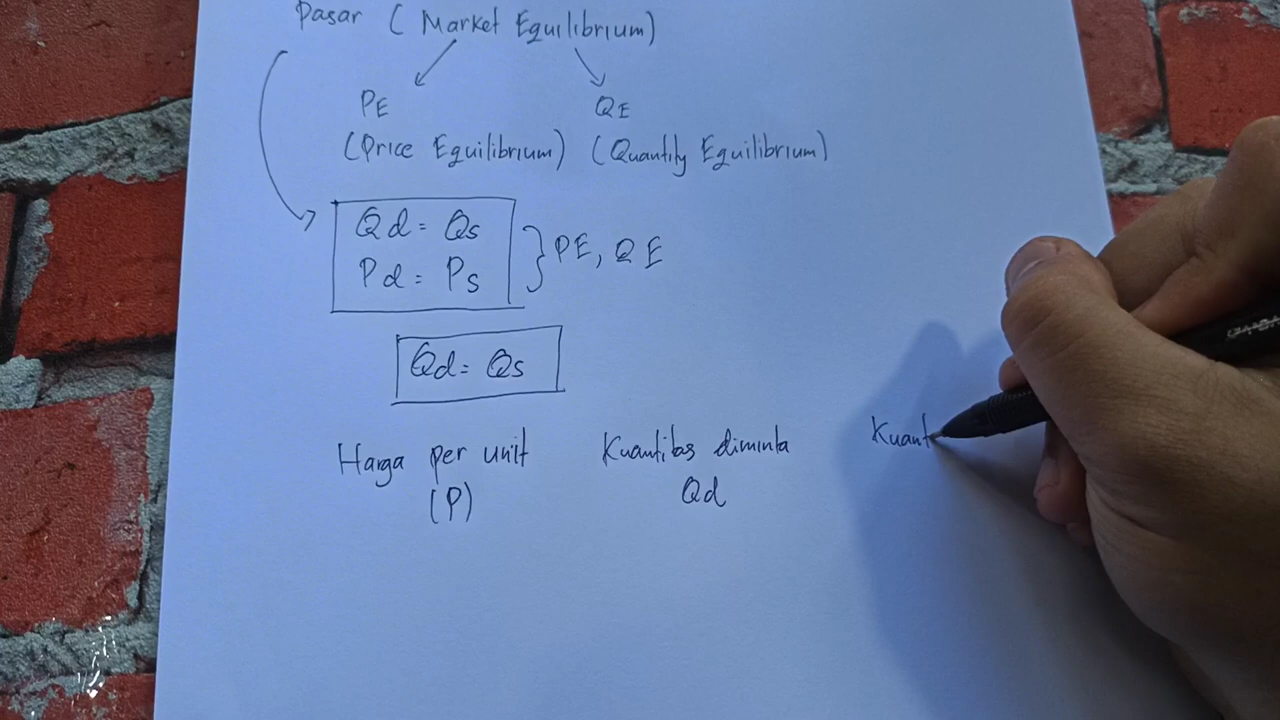 Pasar ( Market Equilibrium)
PE QE
(Price Equilibrium) (Quantity Equilibrium)
Qd = Qs
Pd = Ps } PE, QE
Qd = Qs
Harga per unit Kuantitas diminta Kuant
(P) Qd